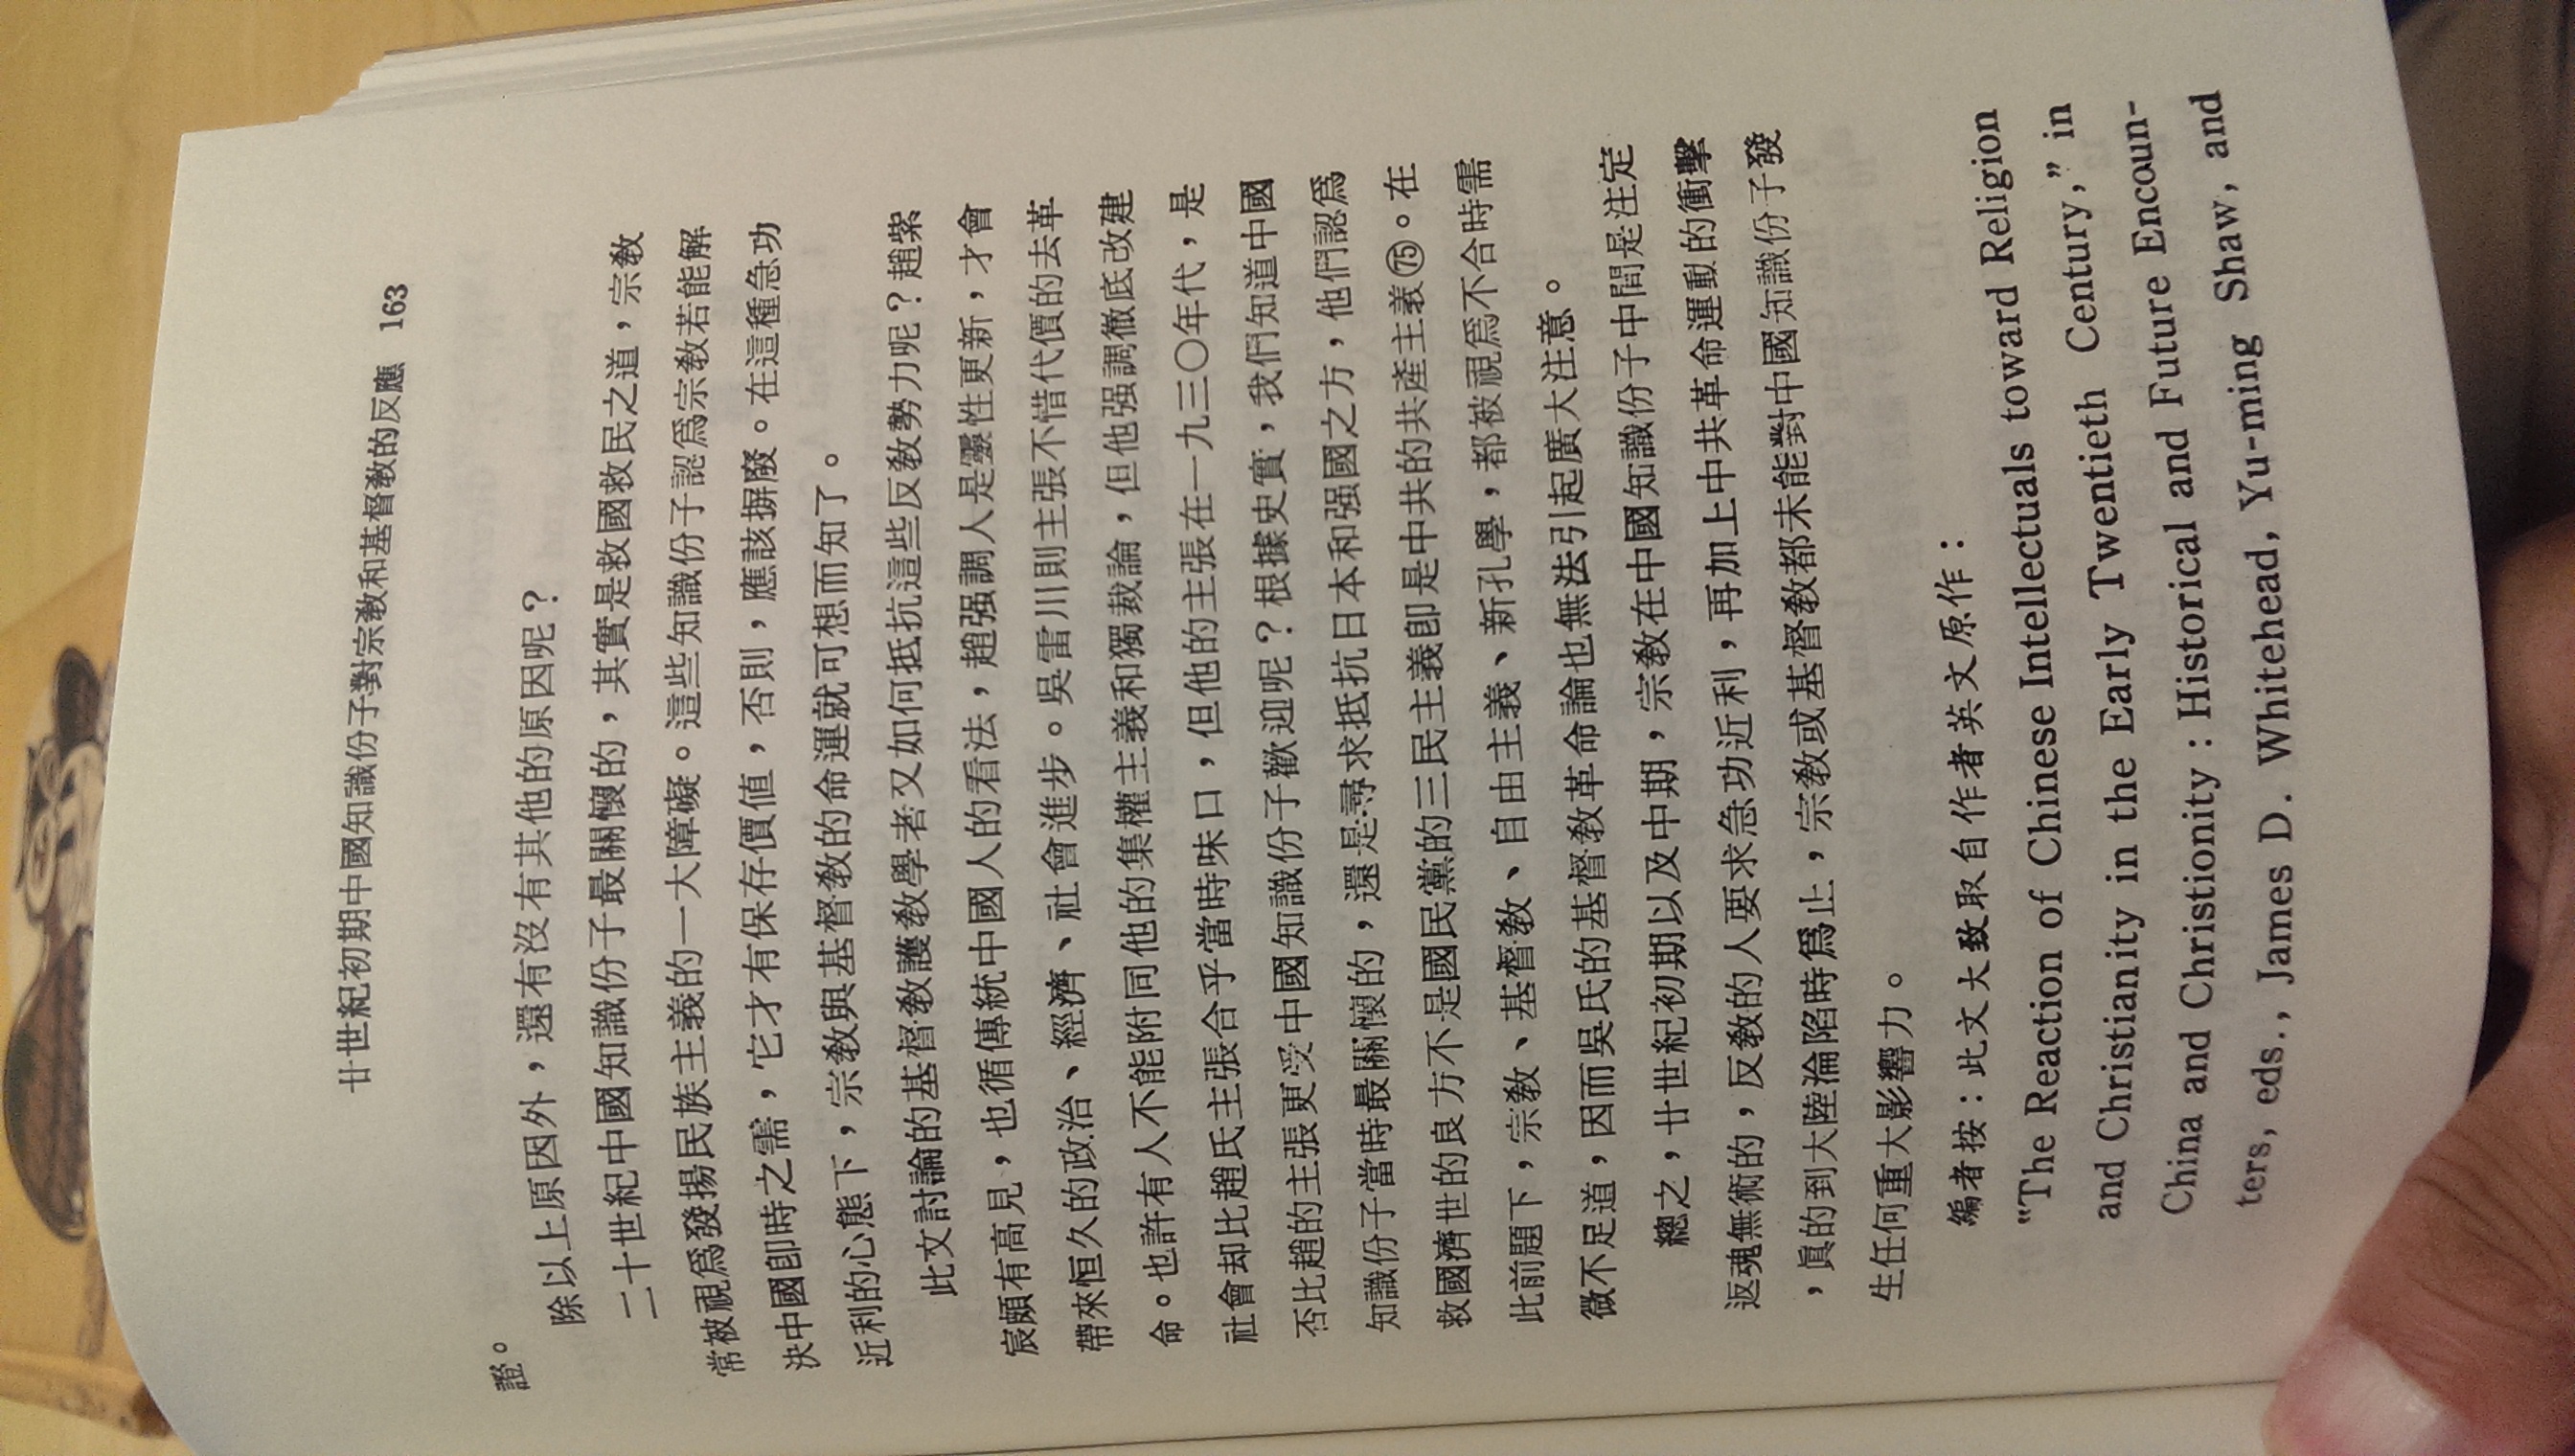 廿世紀初期中國知識份子對宗教和基督教的反應 163
證。
除以上原因外，還有沒有其他的原因呢？
二十世紀中國知識份子最關懷的，其實是救國救民之道，宗教
常被視爲發揚民族主義的一大障礙。這些知識份子認爲宗教若能解
決中國卽時之需，它才有保存價值，否則，應該摒廢。在這種急功
近利的心態下，宗教與基督教的命運就可想而知了。
此文討論的基督教護教學者又如何抵抗這些反教勢力呢？趙紫
宸頗有高見，也循傳統中國人的看法，趙强調人是靈性更新，才會
帶來恒久的政治、經濟、社會進步。吳雷川則主張不惜代價的去革
命。也許有人不能附同他的集權主義和獨裁論，但他强調徹底改建
社會却比趙氏主張合乎當時味口，但他的主張在一九三〇年代，是
否比趙的主張更受中國知識份子歡迎呢？根據史實，我們知道中國
知識份子當時最關懷的，還是尋求抵抗日本和强國之方，他們認爲
救國濟世的良方不是國民黨的三民主義卽是中共的共產主義㊆。在
此前題下，宗教、基督教、自由主義、新孔學，都被視爲不合時需
微不足道，因而吳氏的基督教革命論也無法引起廣大注意。
總之，廿世紀初期以及中期，宗教在中國知識份子中間是注定
返魂無術的，反教的人要求急功近利，再加上中共革命運動的衝擊
，眞的到大陸淪陷時爲止，宗教或基督教都未能對中國知識份子發
生任何重大影響力。
編者按：此文大致取自作者英文原作：
“The Reaction of Chinese Intellectuals toward Religion
and Christianity in the Early Twentieth Century,” in
China and Christionity : Historical and Future Encoun-
ters, eds., James D. Whitehead, Yu-ming Shaw, and